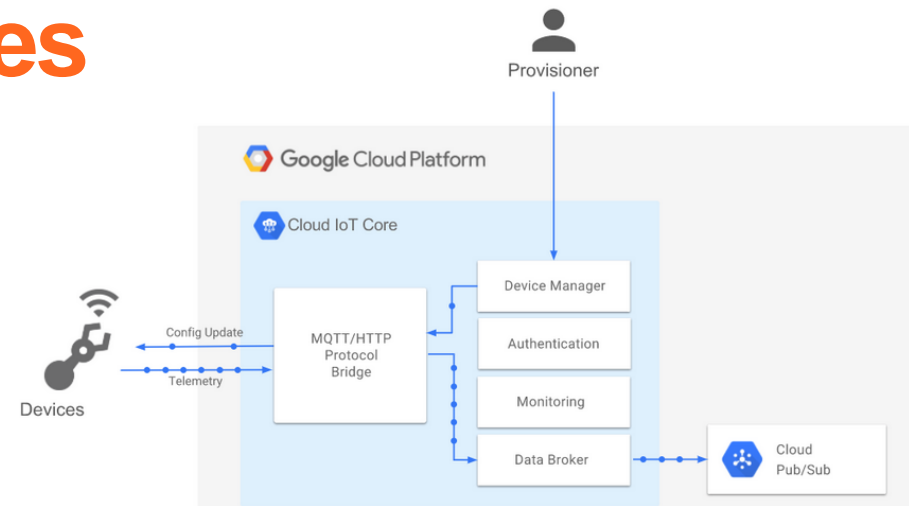 es
Provisioner
Google Cloud Platform
Cloud IoT Core
Device Manager
Config Update
MQTT/HTTP
Protocol
Bridge
Authentication
Telemetry
Devices
Monitoring
Data Broker
Cloud
Pub/Sub